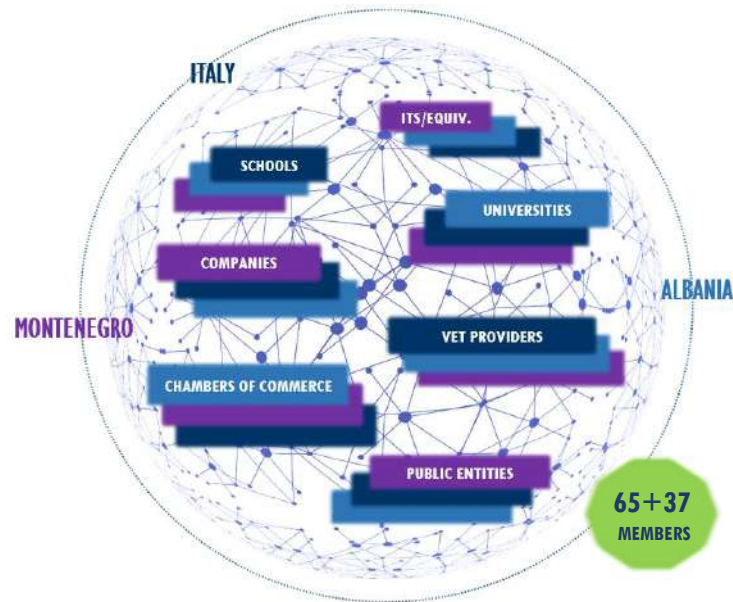 ITALY
ITS/EQUIV.
SCHOOLS
UNIVERSITIES
COMPANIES
ALBANIA
MONTENEGRO
VET PROVIDERS
CHAMBERS OF COMMERCE
PUBLIC ENTITIES
65+37
MEMBERS